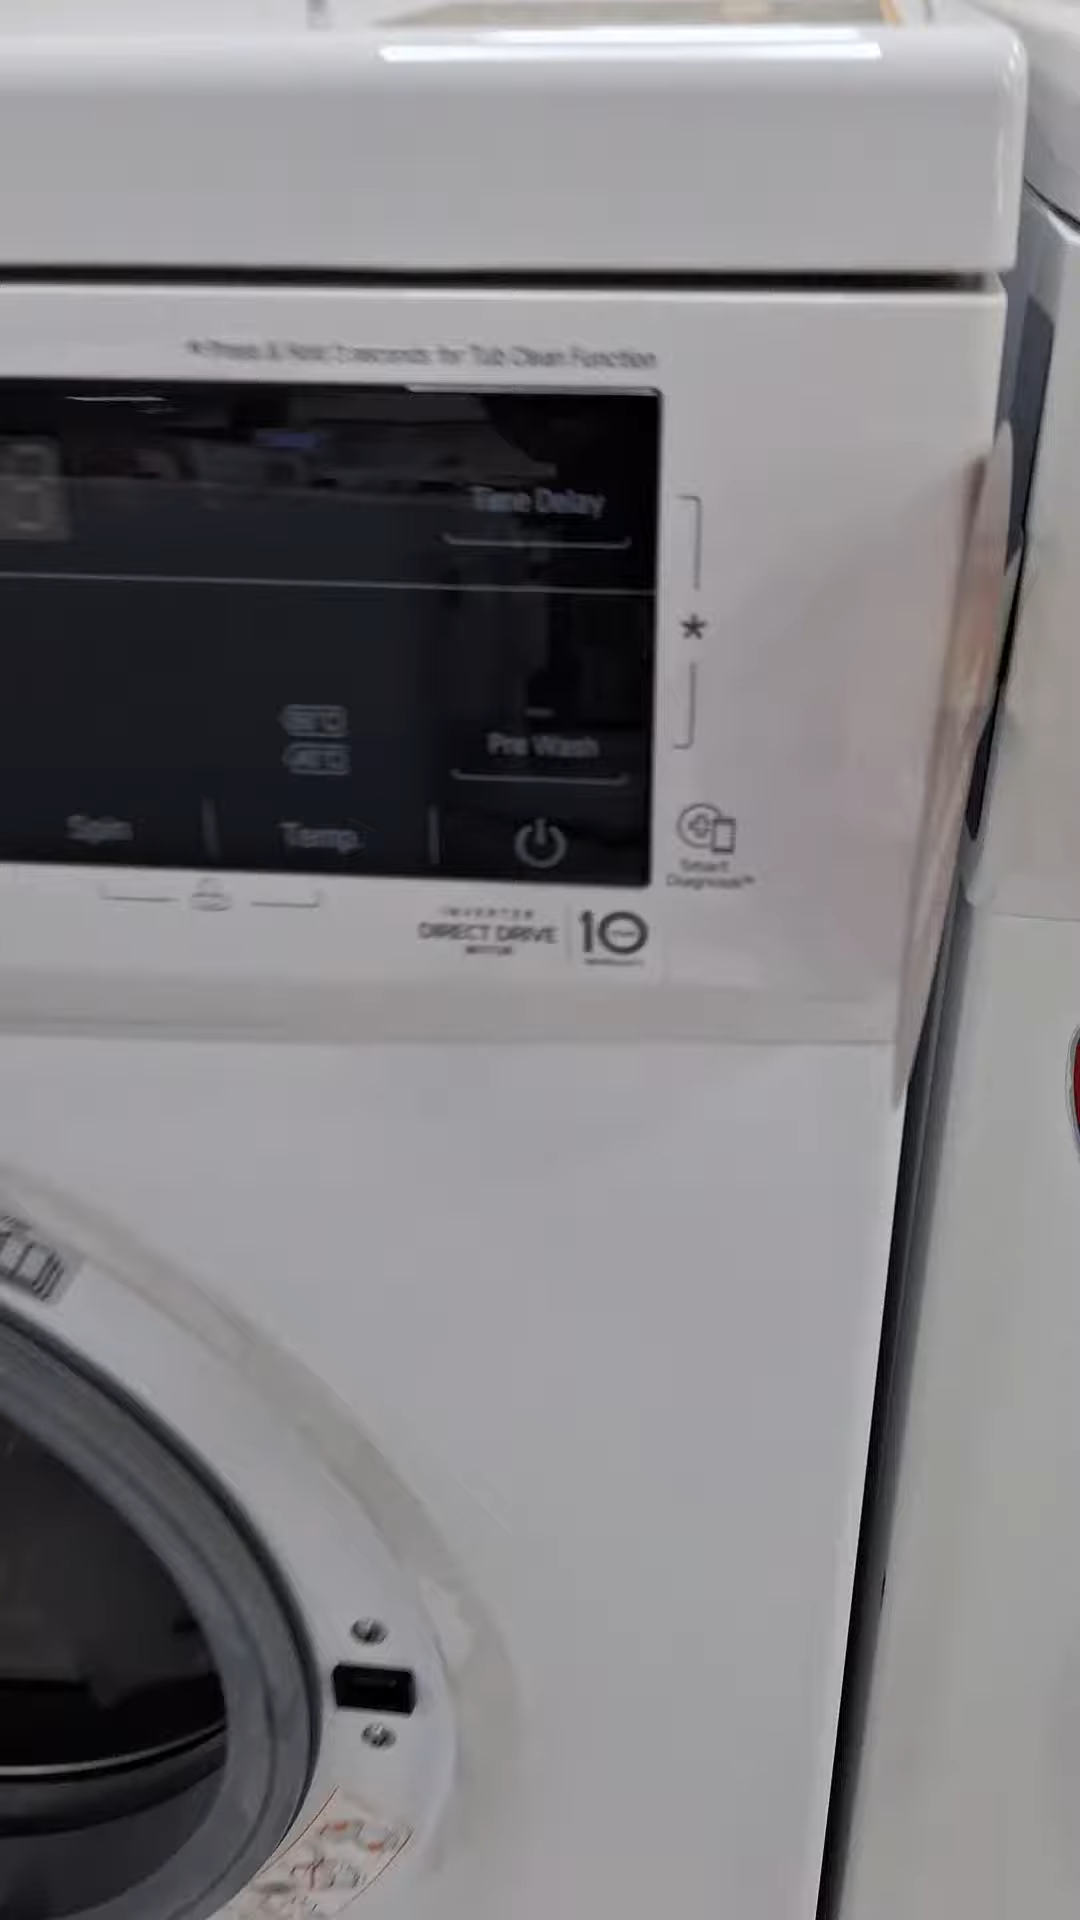 * Press & Hold 3 seconds for Tub Clean Function
Time Delay
*
Pre Wash
Spin
Temp.
Smart
Diagnosis™
INVERTER
DIRECT DRIVE
MOTOR
10